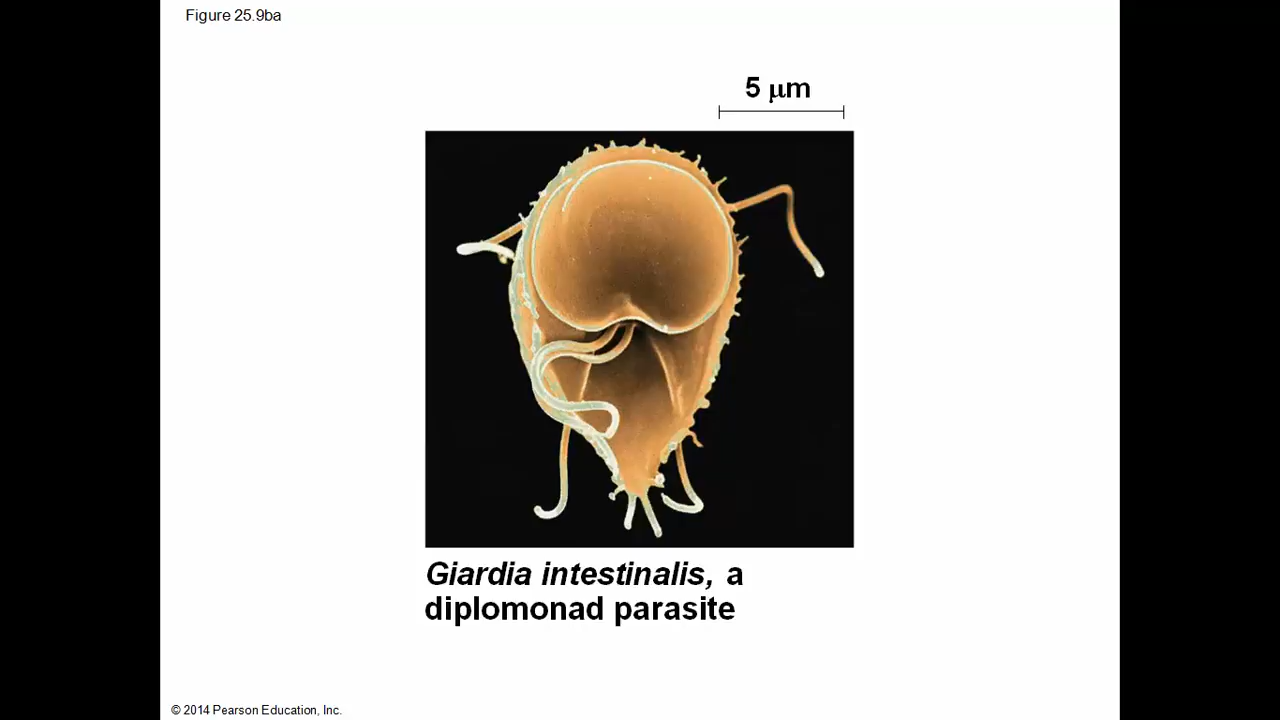 Figure 25.9ba
5 μm
Giardia intestinalis, a
diplomonad parasite
© 2014 Pearson Education, Inc.